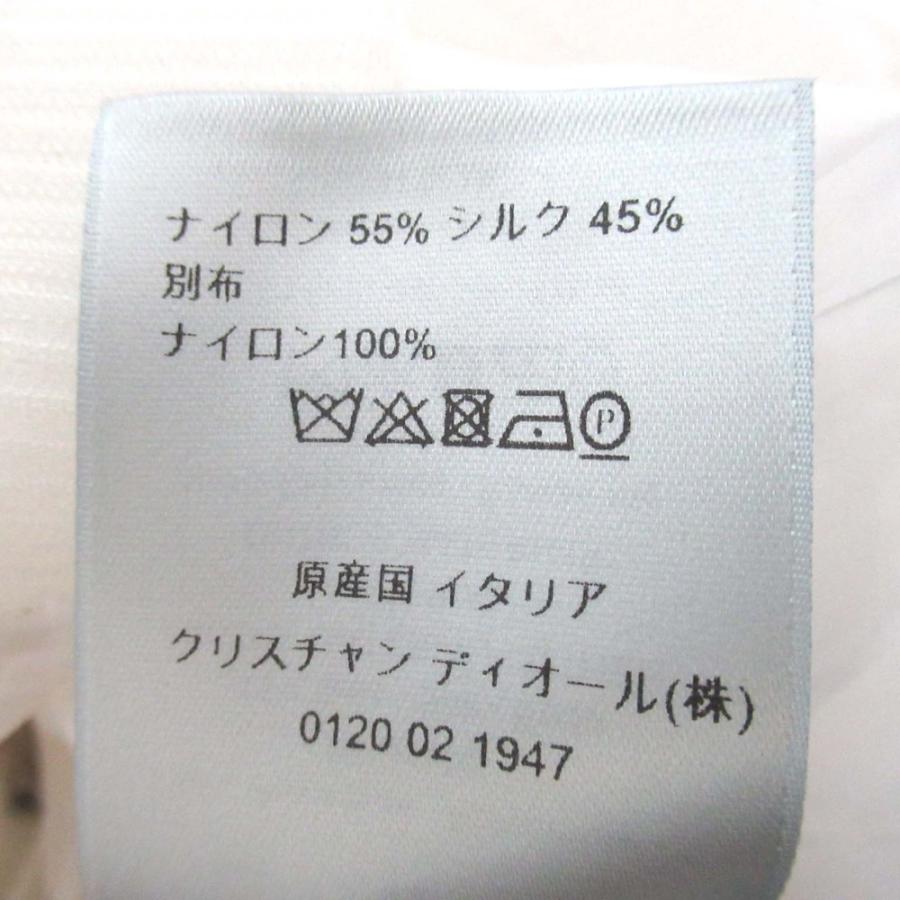 ナイロン 55% シルク 45%
別布
ナイロン100%
P
原産国 イタリア
クリスチャン ディオール(株)
0120 02 1947